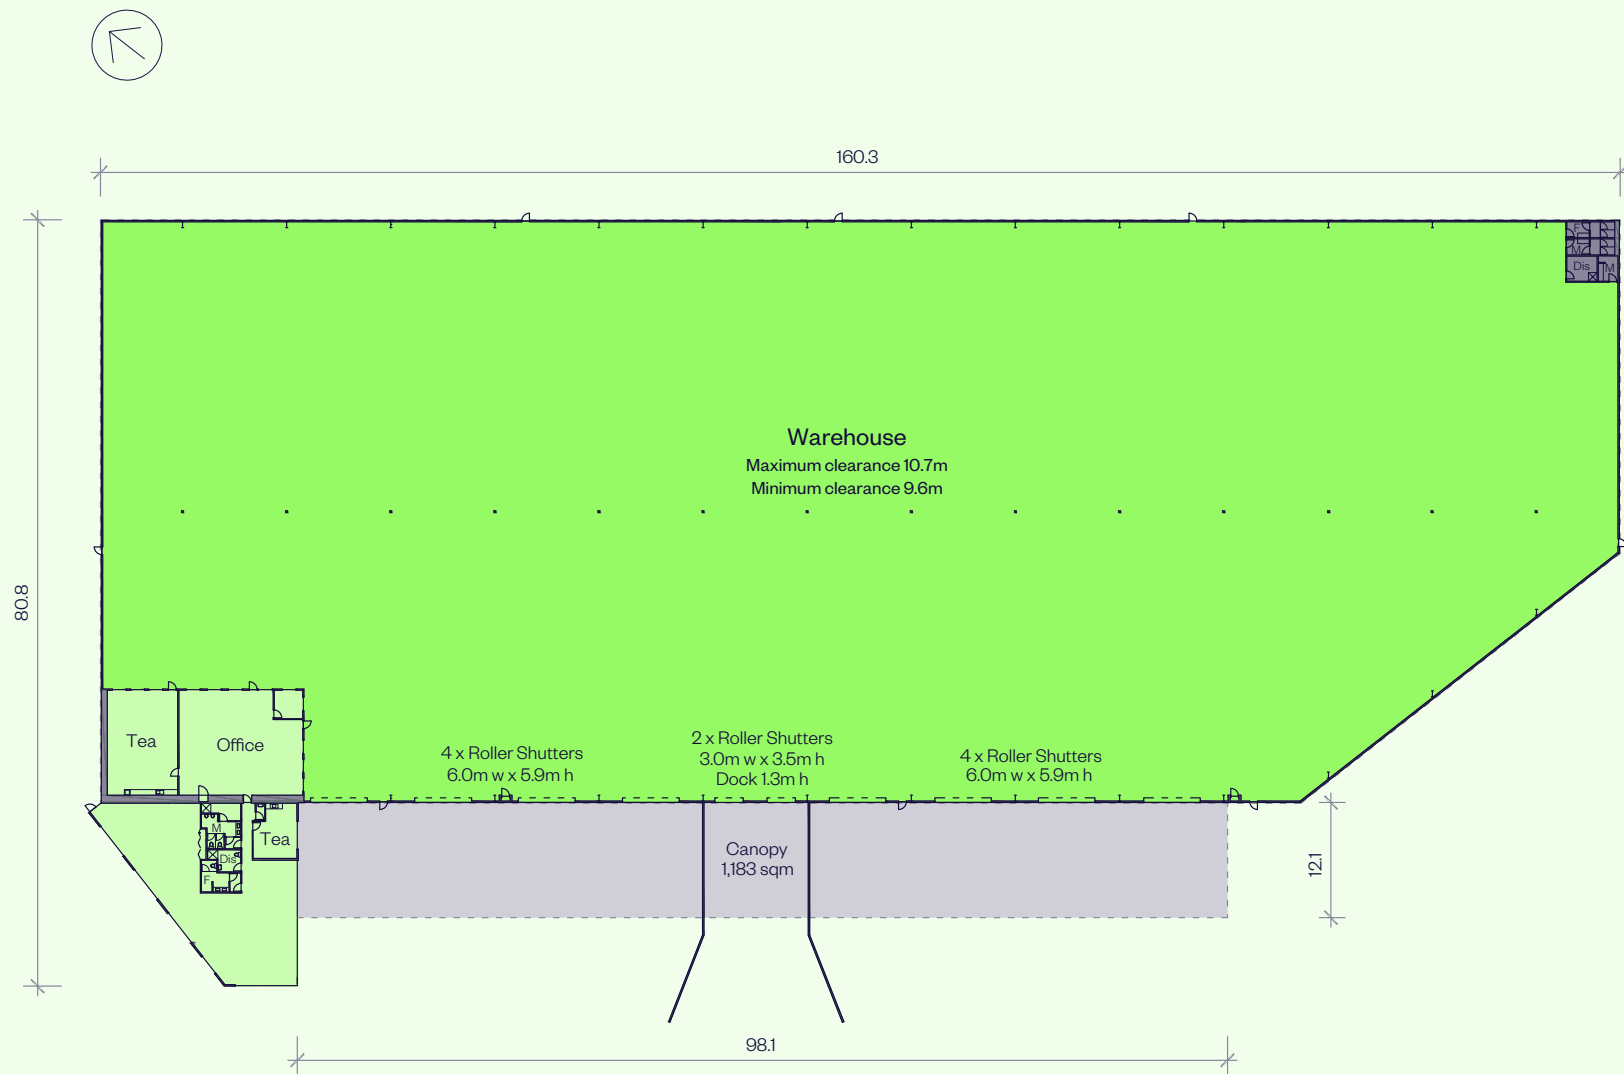 160.3
F
M
Dis
M
Warehouse
Maximum clearance 10.7m
Minimum clearance 9.6m
80.8
Tea
Office
4 x Roller Shutters
6.0m w x 5.9m h
2 x Roller Shutters
3.0m w x 3.5m h
Dock 1.3m h
4 x Roller Shutters
6.0m w x 5.9m h
M
Tea
Dis
F
Canopy
1,183 sqm
12.1
98.1